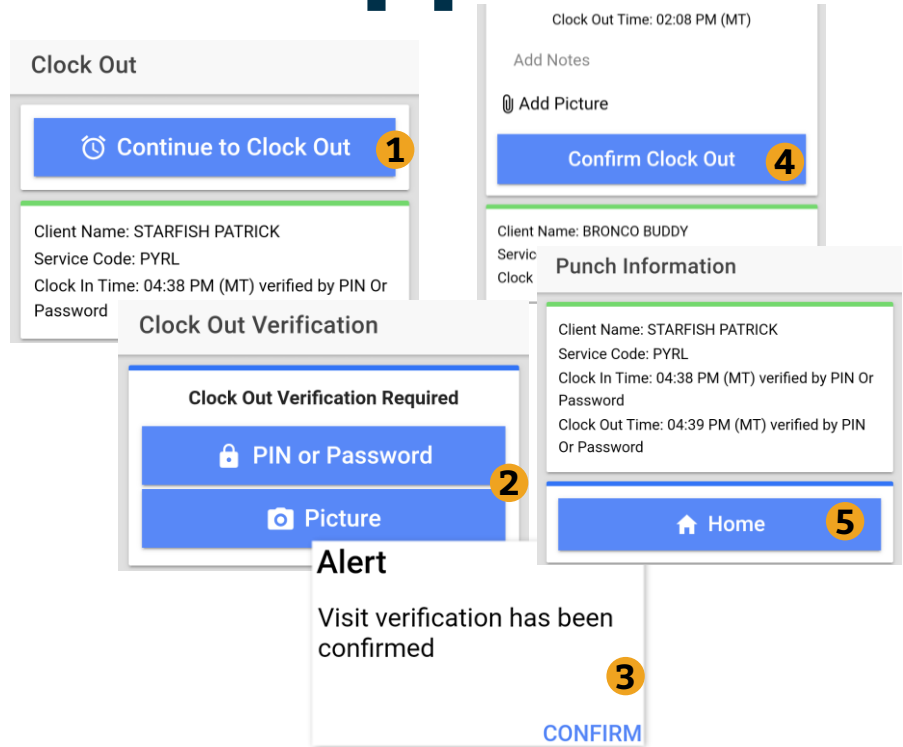 Clock Out
Continue to Clock Out
1
Client Name: STARFISH PATRICK
Service Code: PYRL
Clock In Time: 04:38 PM (MT) verified by PIN Or
Password
Clock Out Verification
Clock Out Verification Required
PIN or Password
2
Picture
Alert
Visit verification has been
confirmed
3
CONFIRM
Clock Out Time: 02:08 PM (MT)
Add Notes
Add Picture
Confirm Clock Out
4
Client Name: BRONCO BUDDY
Clock
Punch Information
Client Name: STARFISH PATRICK
Service Code: PYRL
Clock In Time: 04:38 PM (MT) verified by PIN Or
Password
Clock Out Time: 04:39 PM (MT) verified by PIN
Or Password
Home
5